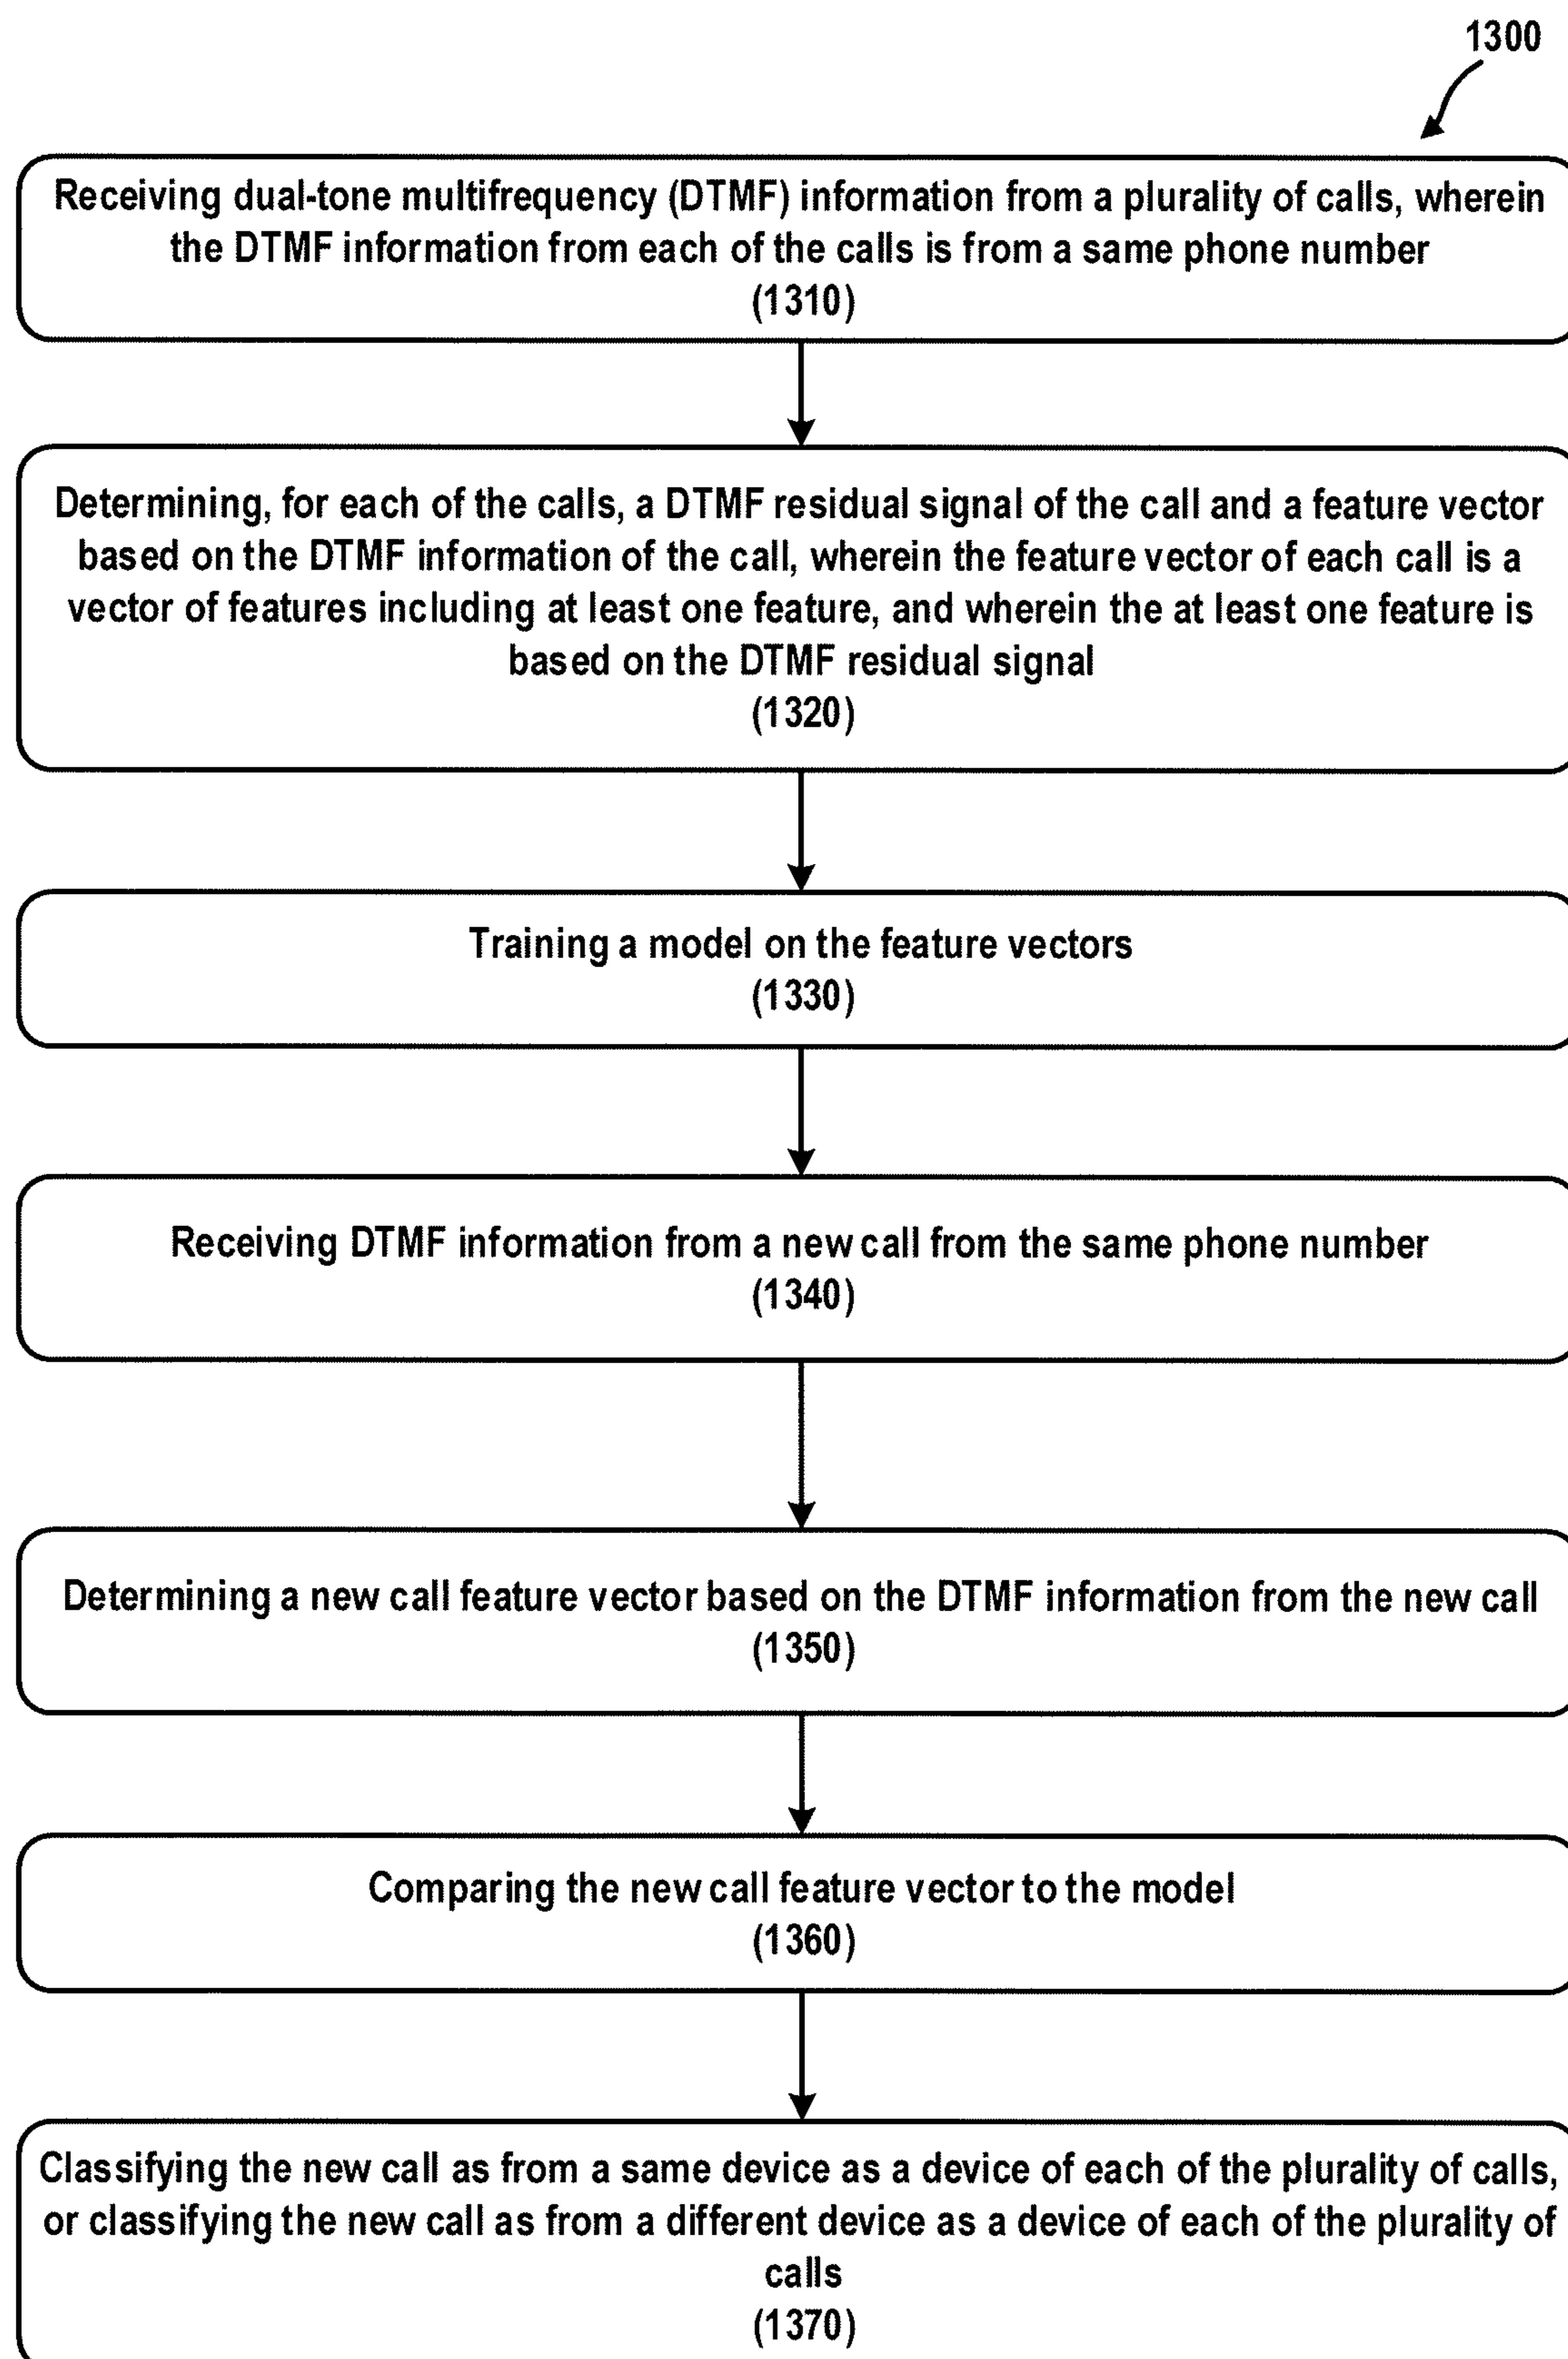 1300
Receiving dual-tone multifrequency (DTMF) information from a plurality of calls, wherein
the DTMF information from each of the calls is from a same phone number
(1310)
Determining, for each of the calls, a DTMF residual signal of the call and a feature vector
based on the DTMF information of the call, wherein the feature vector of each call is a
vector of features including at least one feature, and wherein the at least one feature is
based on the DTMF residual signal
(1320)
Training a model on the feature vectors
(1330)
Receiving DTMF information from a new call from the same phone number
(1340)
Determining a new call feature vector based on the DTMF information from the new call
(1350)
Comparing the new call feature vector to the model
(1360)
Classifying the new call as from a same device as a device of each of the plurality of calls,
or classifying the new call as from a different device as a device of each of the plurality of
calls
(1370)